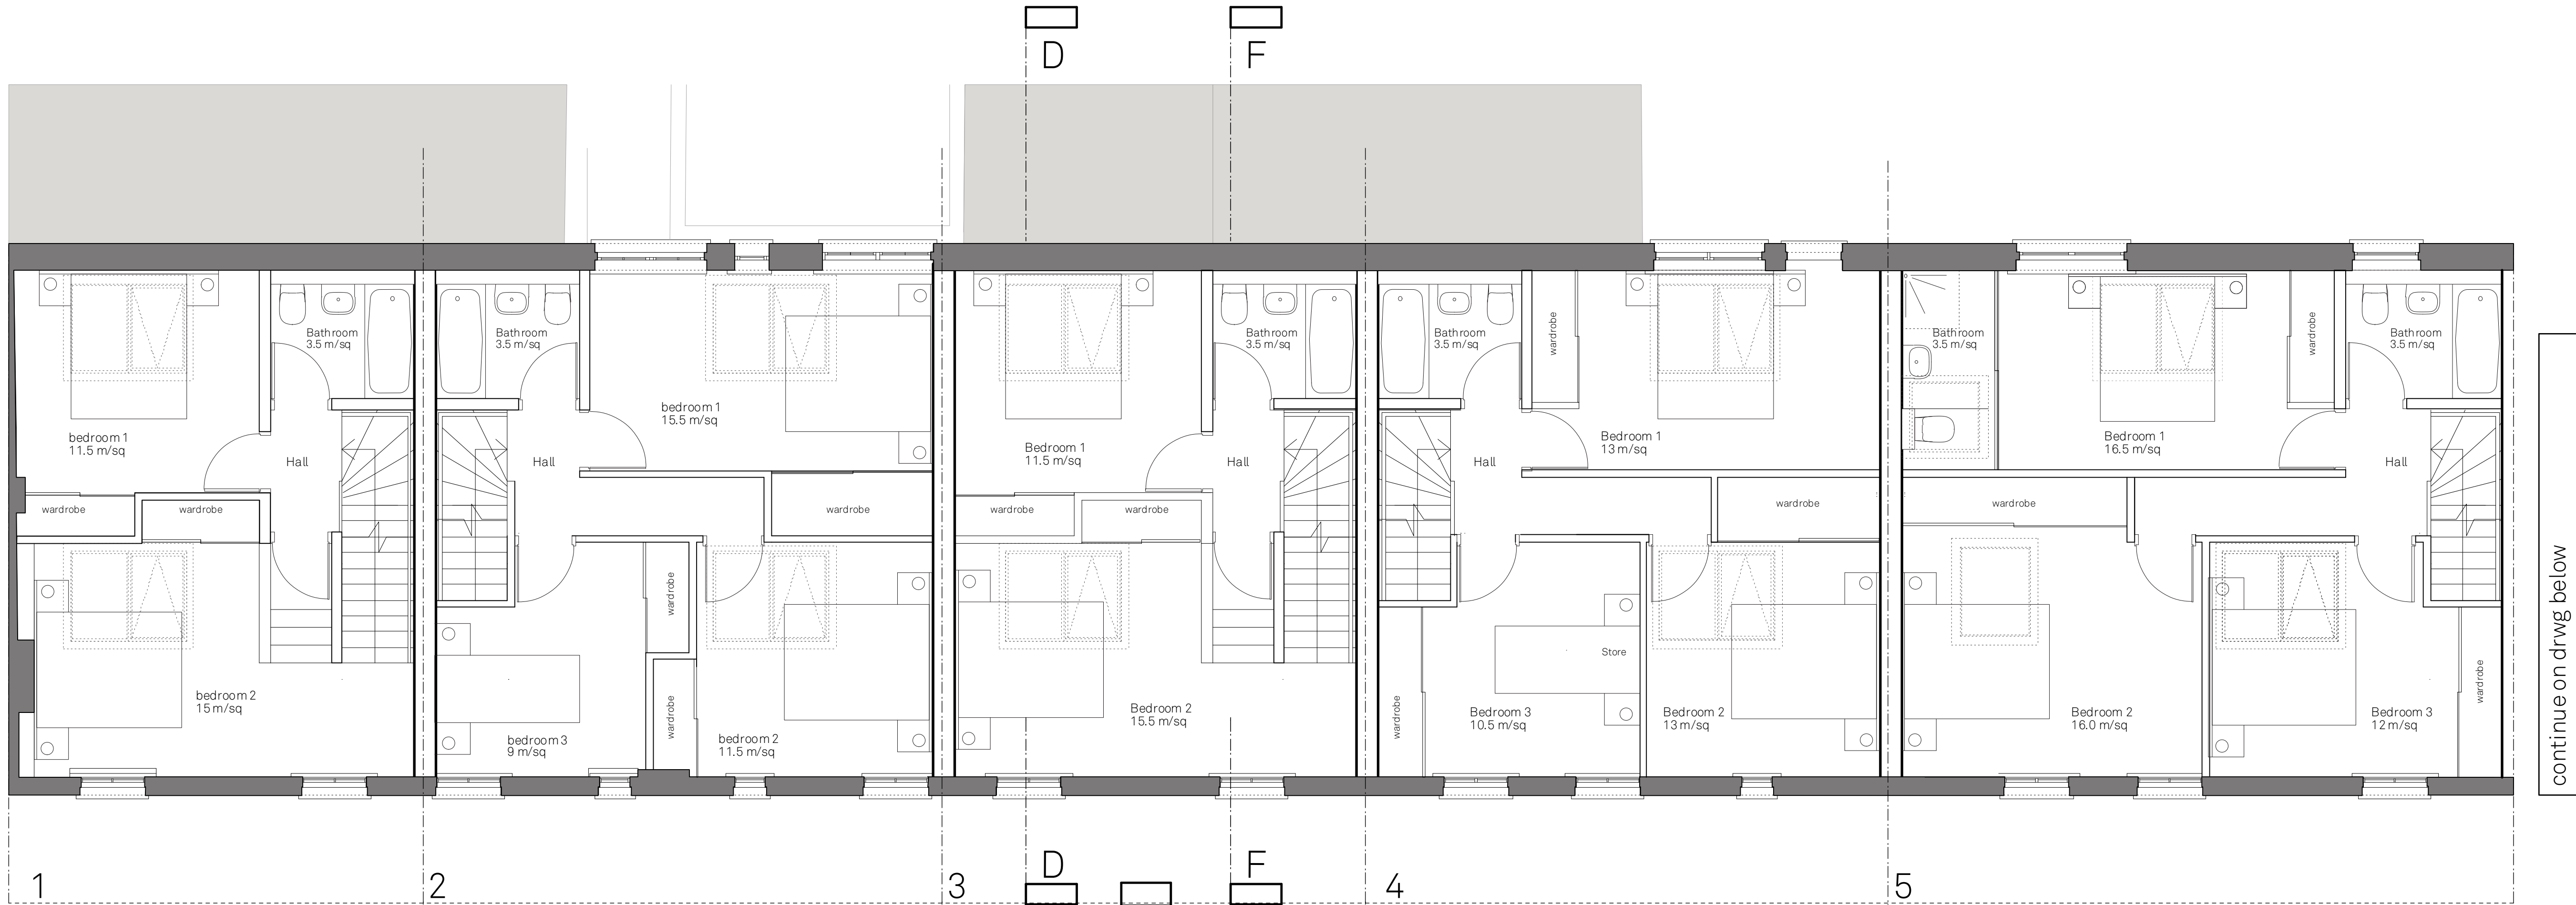 D
F
Bathroom
3.5 m/sq
bedroom 1
11.5 m/sq
Hall
wardrobe
wardrobe
bedroom 2
15 m/sq
1
Bathroom
3.5 m/sq
bedroom 1
15.5 m/sq
Hall
wardrobe
wardrobe
wardrobe
bedroom 3
9 m/sq
bedroom 2
11.5 m/sq
2
Bathroom
3.5 m/sq
Bedroom 1
11.5 m/sq
Hall
wardrobe
wardrobe
Bedroom 2
15.5 m/sq
3
D
F
Bathroom
3.5 m/sq
wardrobe
Bedroom 1
13 m/sq
Hall
wardrobe
Store
wardrobe
Bedroom 3
10.5 m/sq
Bedroom 2
13 m/sq
4
Bathroom
3.5 m/sq
wardrobe
Bathroom
3.5 m/sq
Bedroom 1
16.5 m/sq
Hall
wardrobe
Bedroom 2
16.0 m/sq
Bedroom 3
12 m/sq
wardrobe
5
continue on drwg below